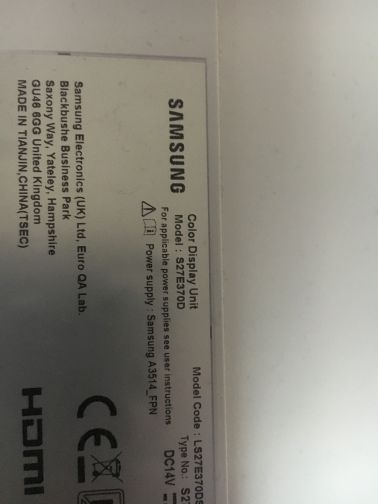 SAMSUNG
Color Display Unit
Model : S27E370D
Model Code : LS27E370DS
Type No.: S2
For applicable power supplies see user instructions
Power supply : Samsung A3514_FPN
DC14V
Samsung Electronics (UK) Ltd, Euro QA Lab.
Blackbushe Business Park
Saxony Way, Yateley, Hampshire
GU46 6GG United Kingdom
MADE IN TIANJIN,CHINA(TSEC)
CE
HDMI